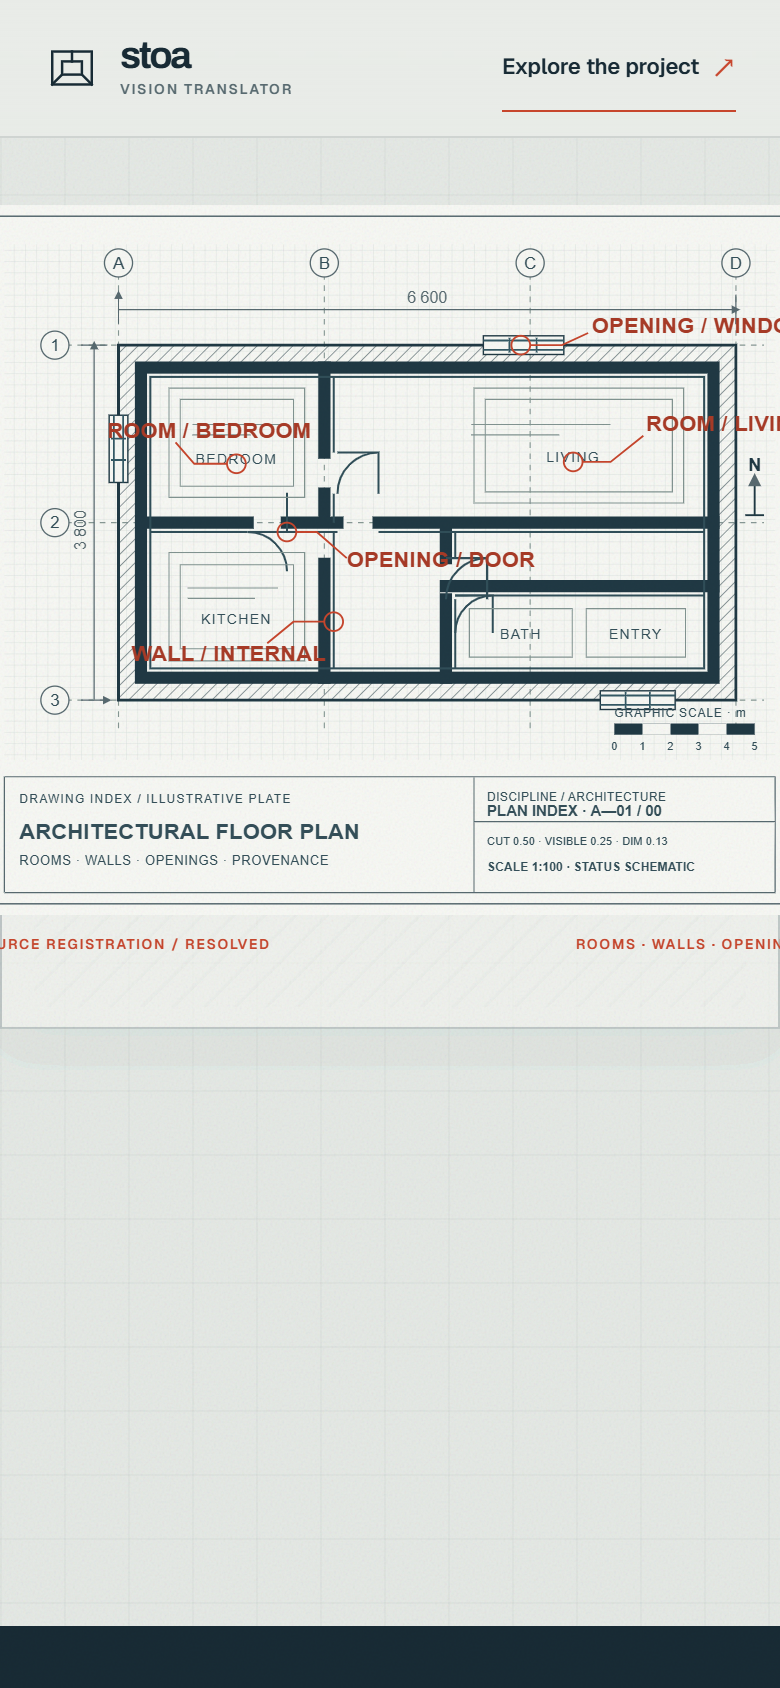 stoa
VISION TRANSLATOR
Explore the project ↗
A B C D
6 600
OPENING / WINDO
1
ROOM / BEDROOM
ROOM / LIVI
BEDROOM
LIVING
N
2
3 800
OPENING / DOOR
KITCHEN
BATH
ENTRY
WALL / INTERNAL
3
GRAPHIC SCALE · m
0 1 2 3 4 5
DRAWING INDEX / ILLUSTRATIVE PLATE
ARCHITECTURAL FLOOR PLAN
ROOMS · WALLS · OPENINGS · PROVENANCE
DISCIPLINE / ARCHITECTURE
PLAN INDEX · A—01 / 00
CUT 0.50 · VISIBLE 0.25 · DIM 0.13
SCALE 1:100 · STATUS SCHEMATIC
URCE REGISTRATION / RESOLVED
ROOMS · WALLS · OPENIN